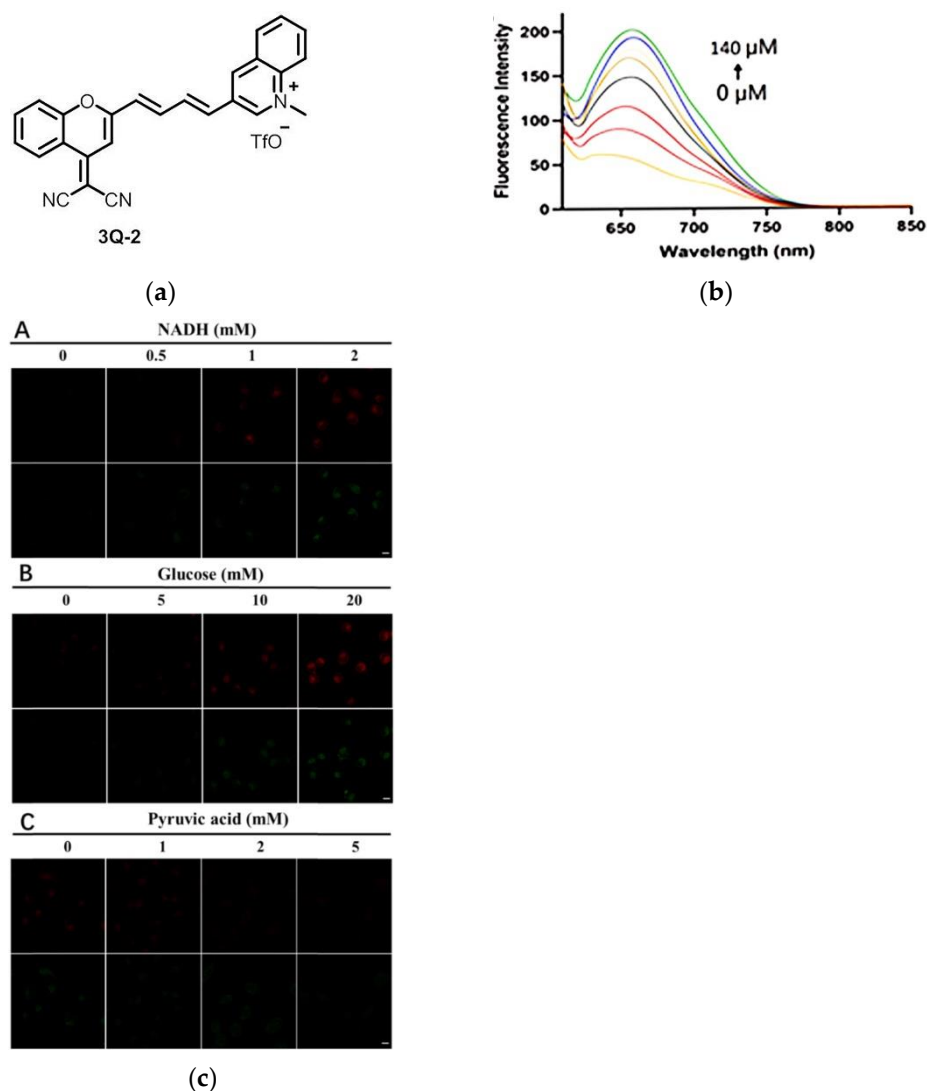 O
N
+
TfO−
NC
CN
3Q-2
(a)
Fluorescence Intensity
200
150
100
50
0
140 µM
0 µM
650 700 750 800 850
Wavelength (nm)
(b)
A
NADH (mM)
0 0.5 1 2
B
Glucose (mM)
0 5 10 20
C
Pyruvic acid (mM)
0 1 2 5
(c)